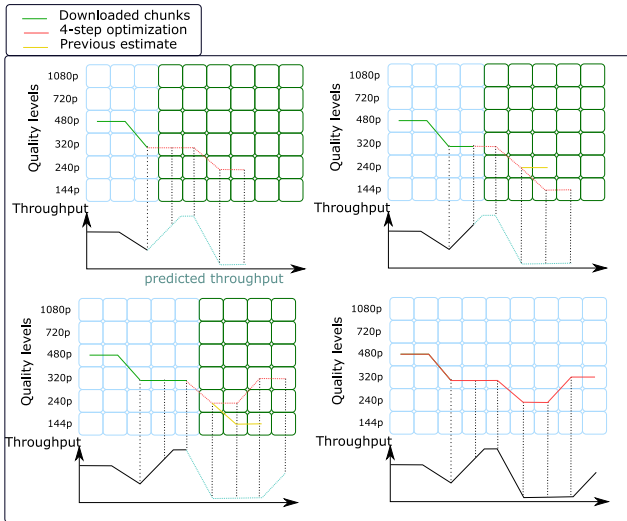 Downloaded chunks
4-step optimization
Previous estimate
Quality levels
1080p
720p
480p
320p
240p
144p
Throughput
predicted throughput
Quality levels
1080p
720p
480p
320p
240p
144p
Throughput
Quality levels
1080p
720p
480p
320p
240p
144p
Throughput
Quality levels
1080p
720p
480p
320p
240p
144p
Throughput